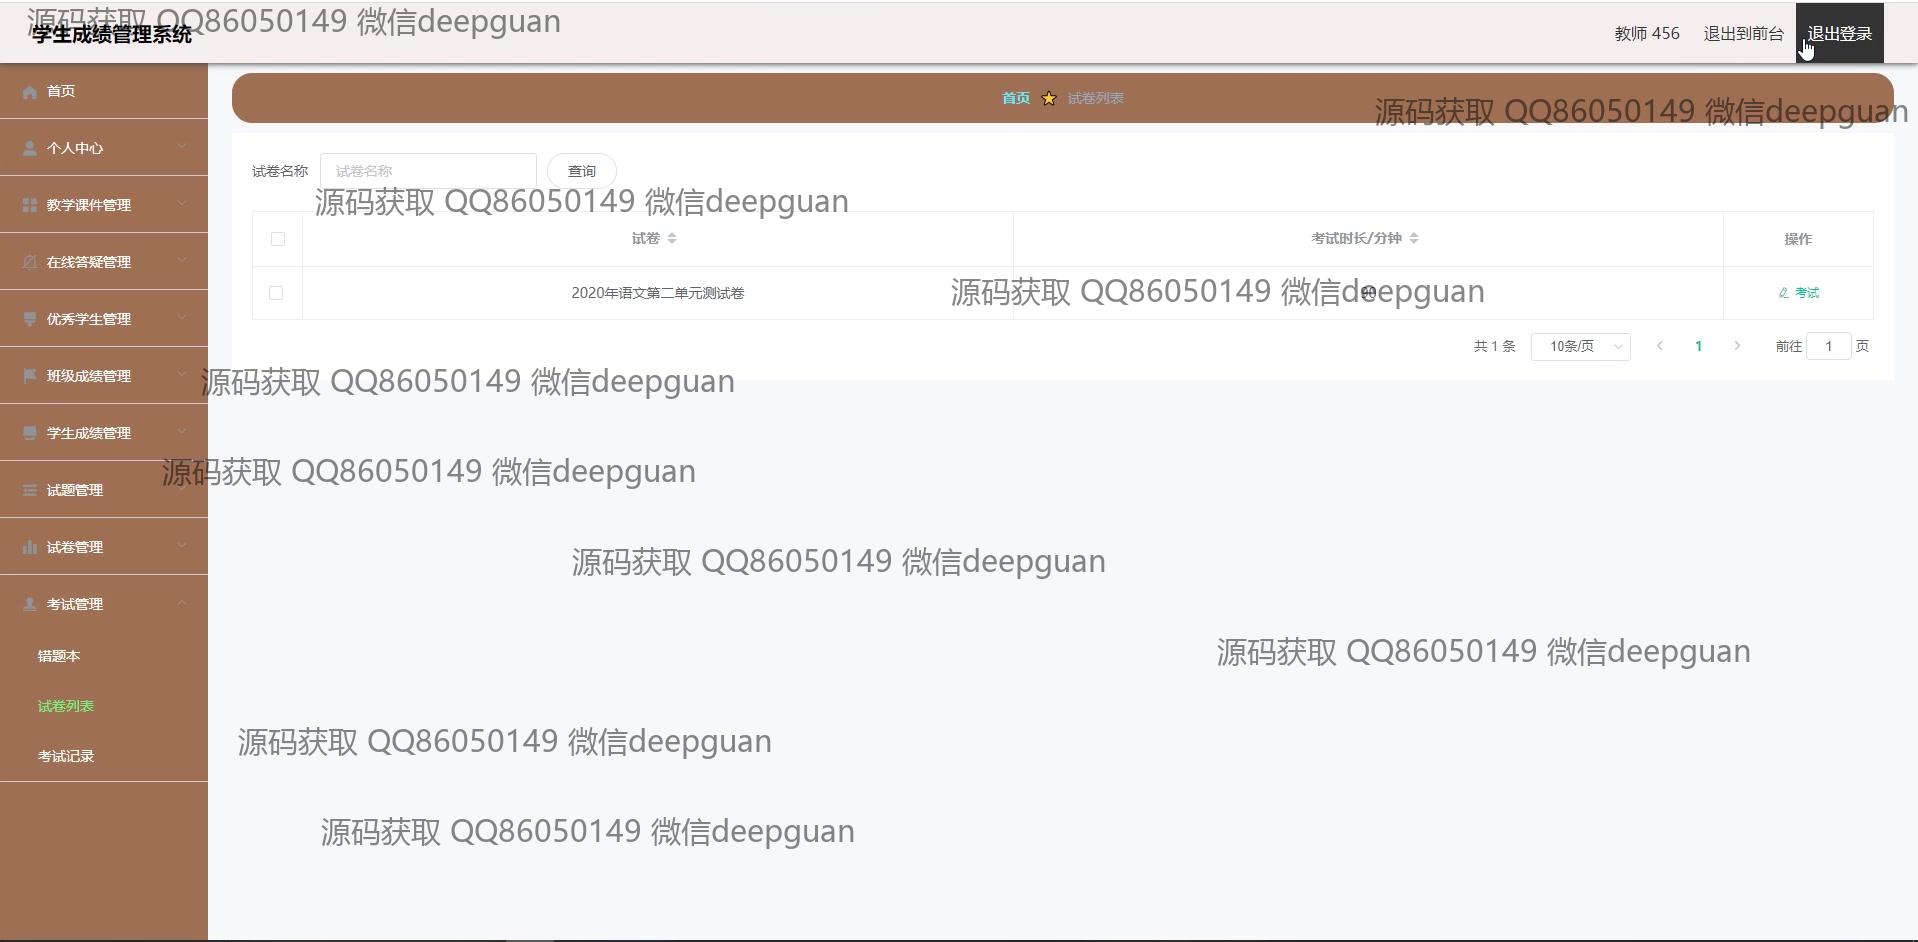 源码获取 QQ86050149 微信deepguan
学生成绩管理系统
教师 456 退出到前台 退出登录
首页
个人中心
教学课件管理
在线答疑管理
优秀学生管理
班级成绩管理
学生成绩管理
试题管理
试卷管理
考试管理
错题本
试卷列表
考试记录
首页 试卷列表
源码获取 QQ86050149 微信deepguan
试卷名称 试卷名称 查询
源码获取 QQ86050149 微信deepguan
试卷 考试时长/分钟 操作
2020年语文第二单元测试卷 90 考试
源码获取 QQ86050149 微信deepguan
共 1 条 10条/页 1 前往 1 页
源码获取 QQ86050149 微信deepguan
源码获取 QQ86050149 微信deepguan
源码获取 QQ86050149 微信deepguan
源码获取 QQ86050149 微信deepguan
源码获取 QQ86050149 微信deepguan
源码获取 QQ86050149 微信deepguan